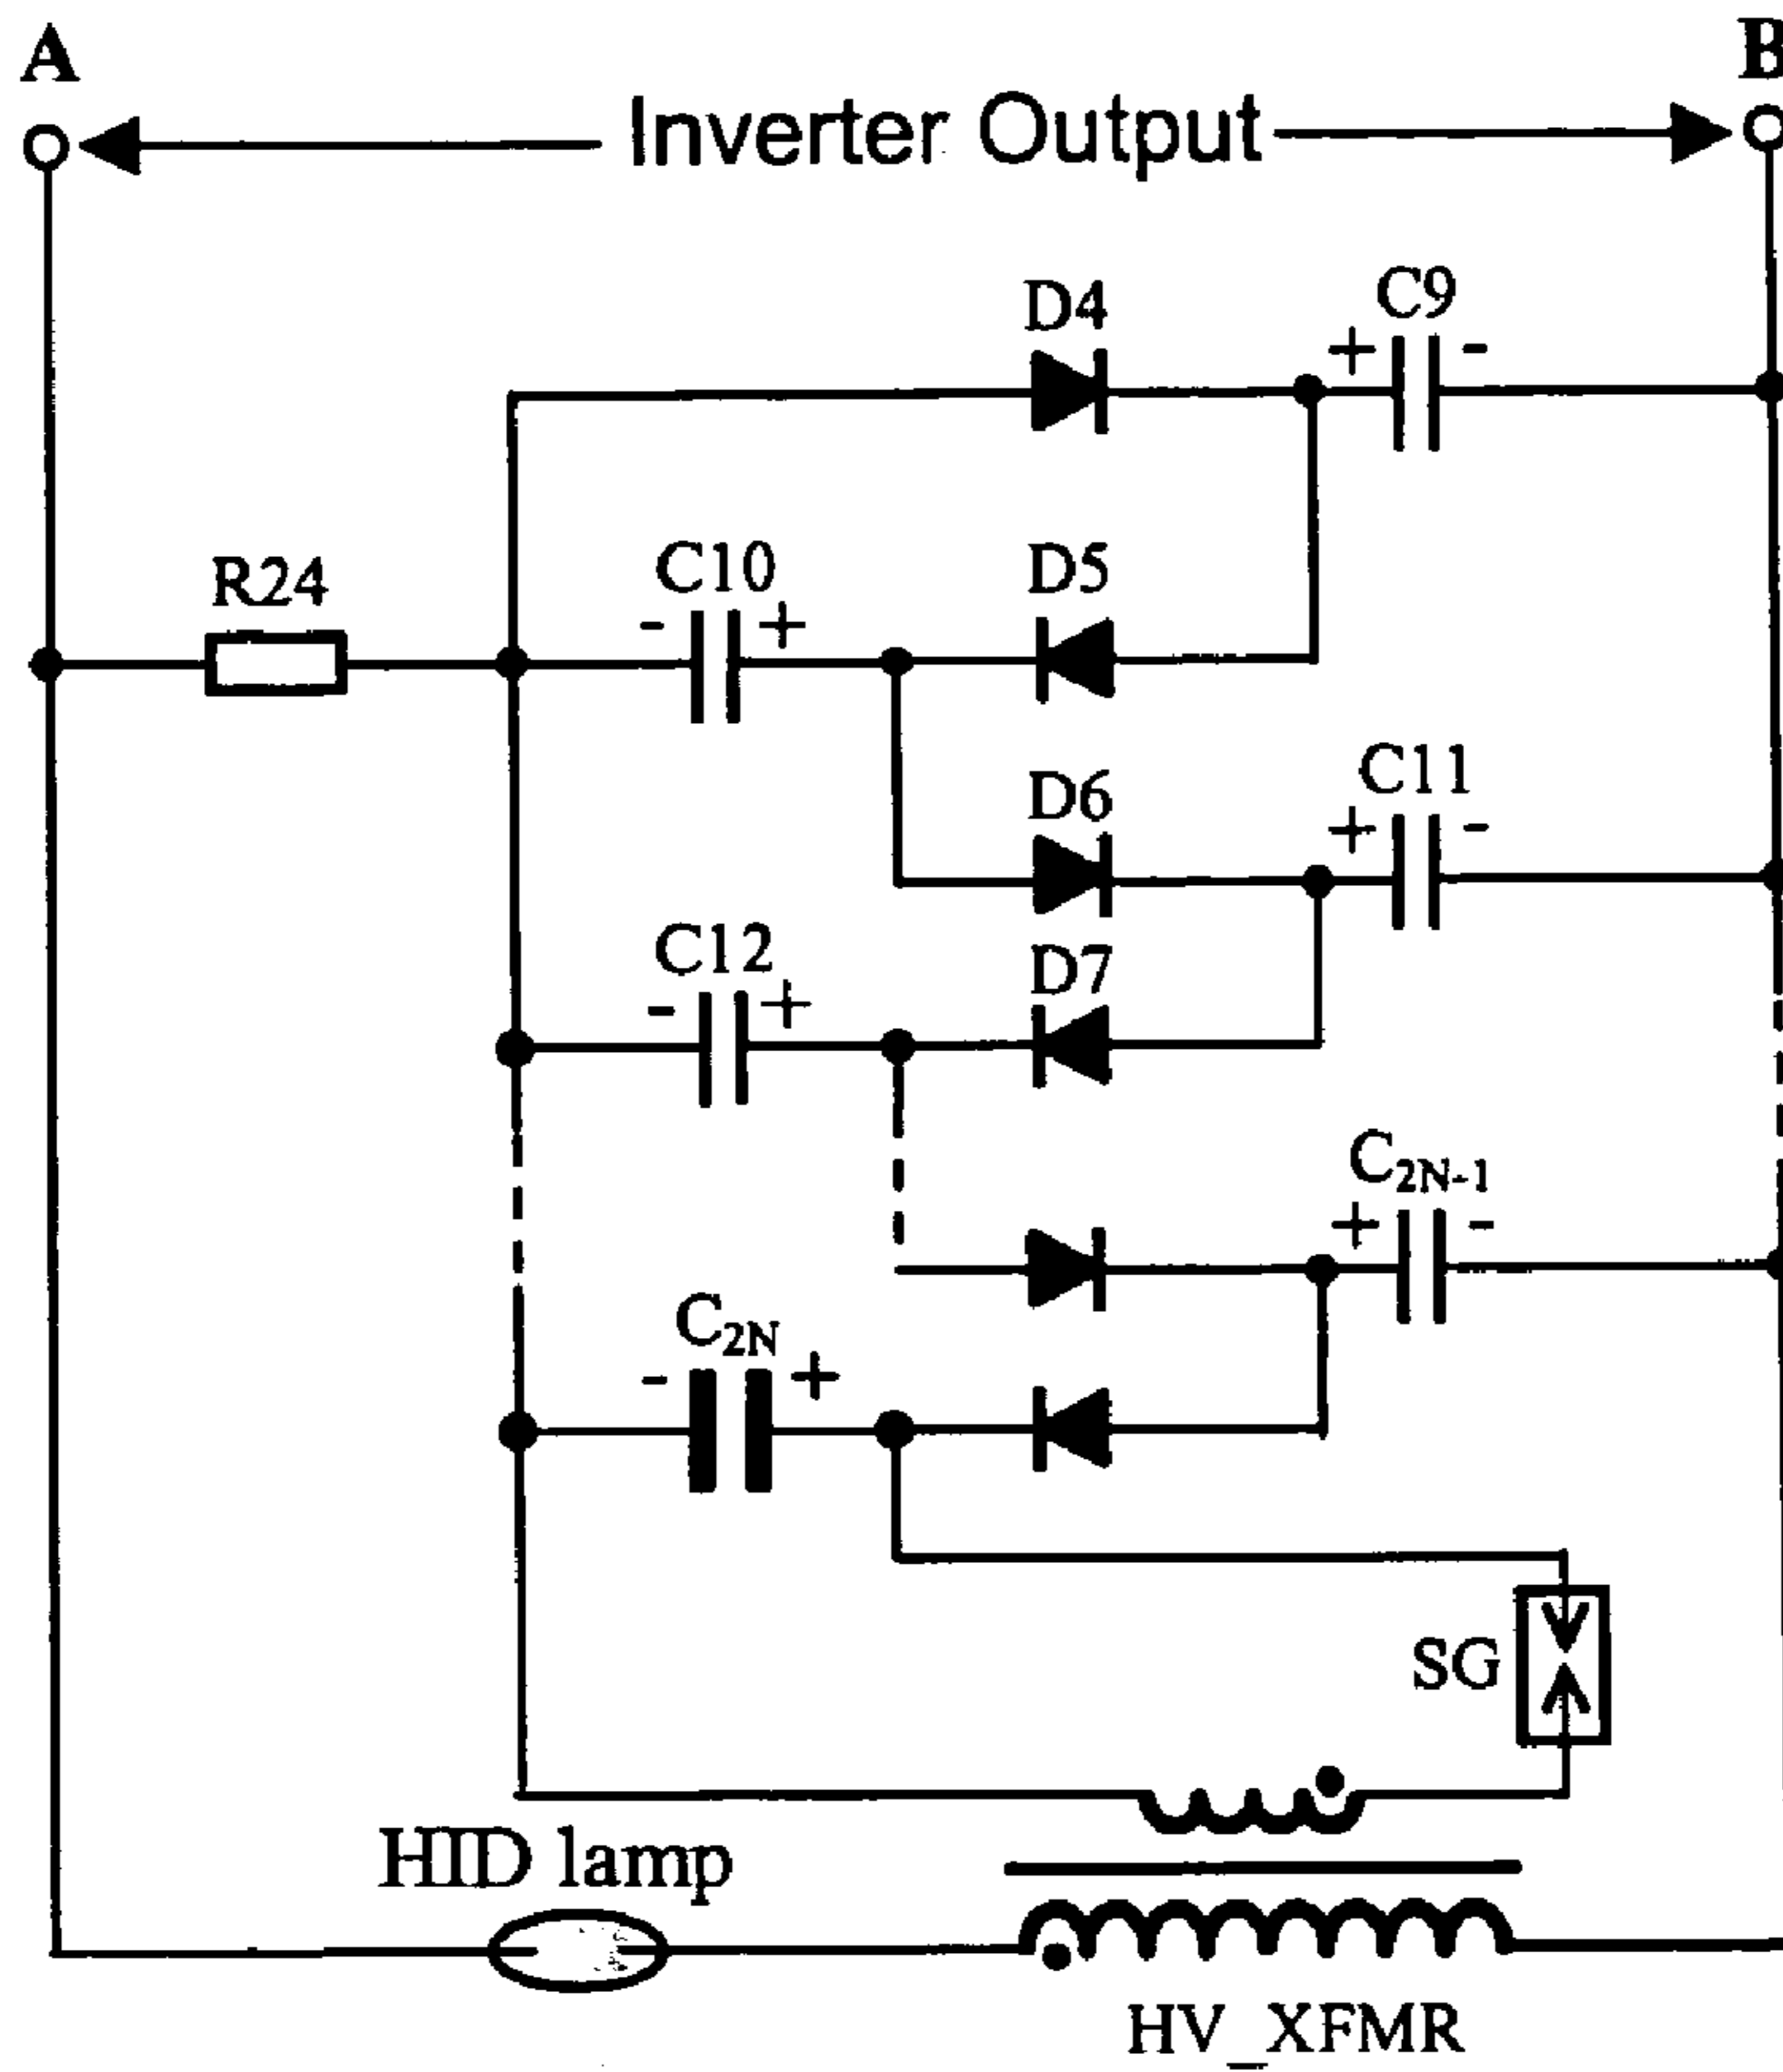 A B
Inverter Output
D4 C9
+ -
R24 C10 D5
- +
D6 C11
+ -
C12 D7
- +
C2N-1
+ -
C2N
- +
SG
HID lamp
HV_XFMR